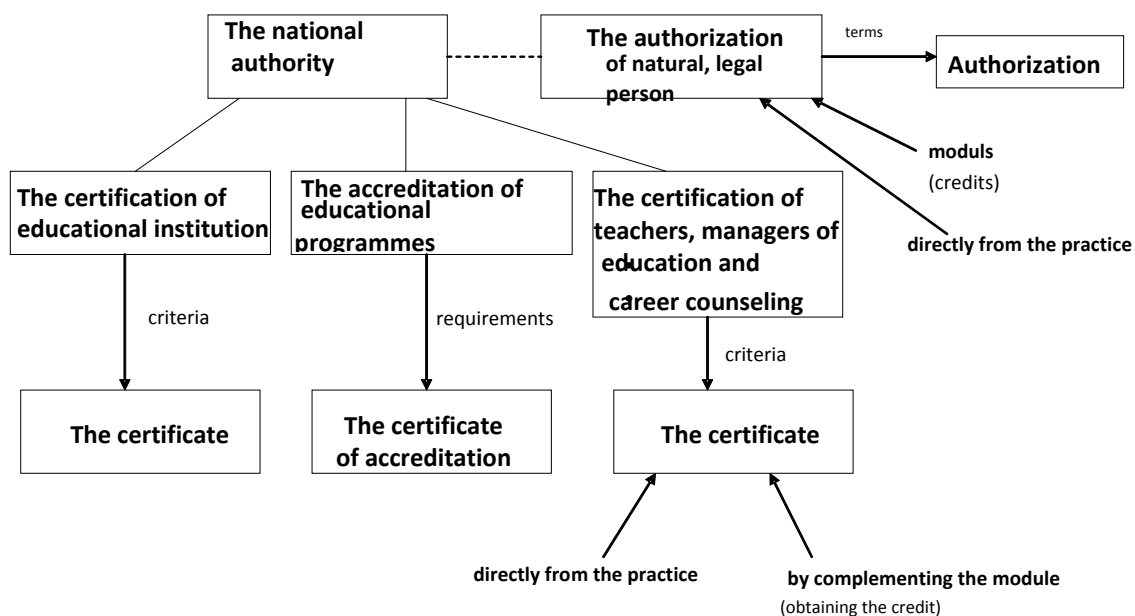 The national
authority
The authorization
of natural, legal
person
terms
Authorization
moduls
(credits)
directly from the practice
The certification of
educational institution
The accreditation of
educational
programmes
The certification of
teachers, managers of
education and
career counseling
criteria
requirements
criteria
The certificate
The certificate
of accreditation
The certificate
directly from the practice
by complementing the module
(obtaining the credit)